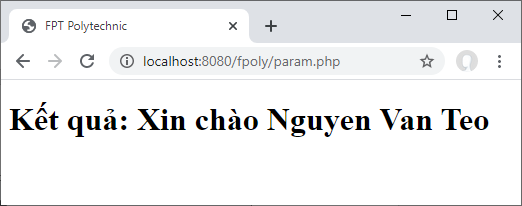 FPT Polytechnic
localhost:8080/fpoly/param.php
Kết quả: Xin chào Nguyen Van Teo